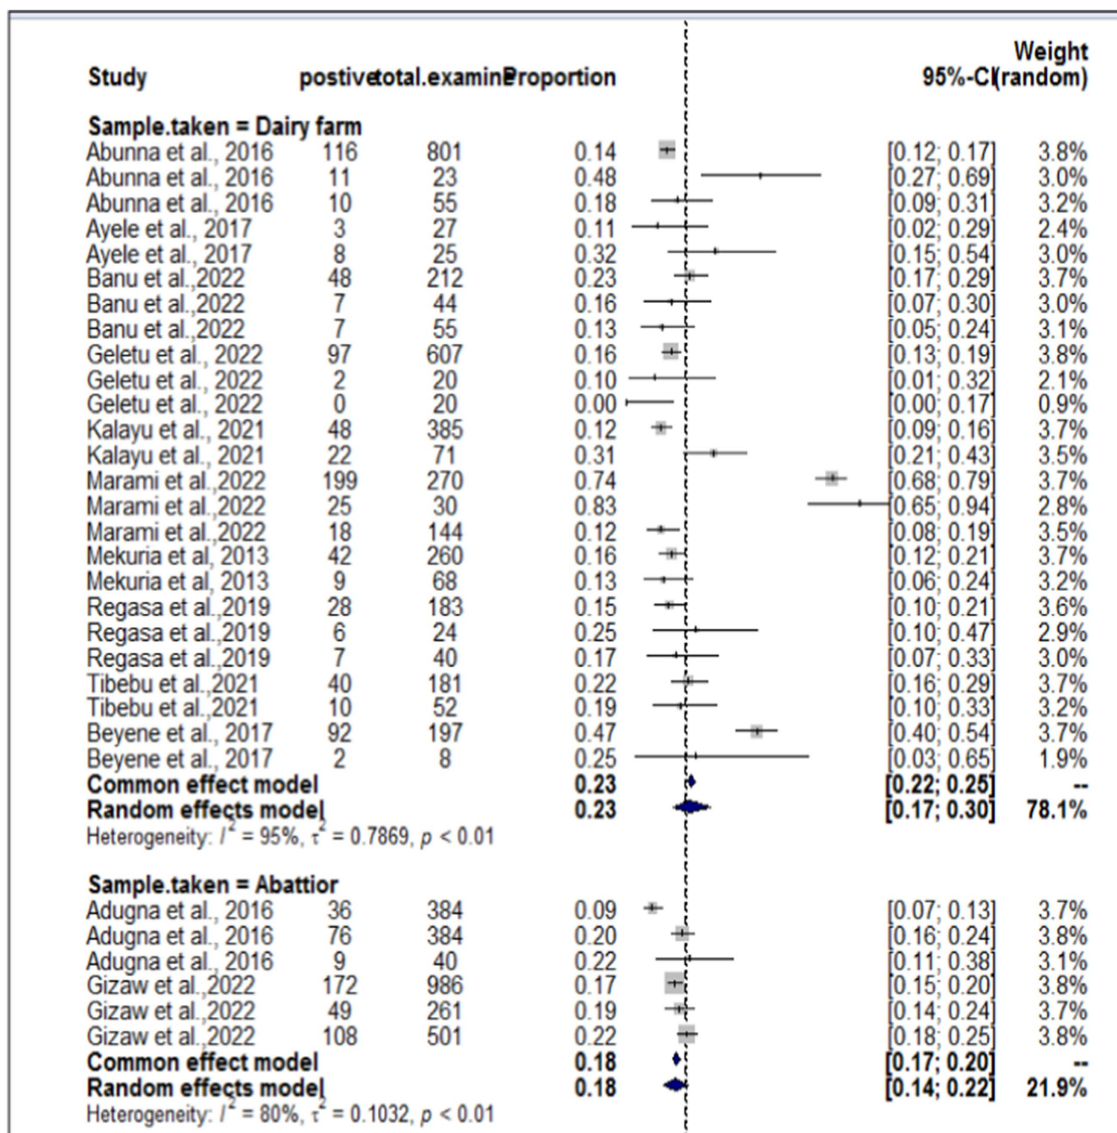 Weight
Study postive total.examine Proportion 95%-CI (random)
Sample.taken = Dairy farm
Abunna et al., 2016 116 801 0.14 [0.12; 0.17] 3.8%
Abunna et al., 2016 11 23 0.48 [0.27; 0.69] 3.0%
Abunna et al., 2016 10 55 0.18 [0.09; 0.31] 3.2%
Ayele et al., 2017 3 27 0.11 [0.02; 0.29] 2.4%
Ayele et al., 2017 8 25 0.32 [0.15; 0.54] 3.0%
Banu et al.,2022 48 212 0.23 [0.17; 0.29] 3.7%
Banu et al.,2022 7 44 0.16 [0.07; 0.30] 3.0%
Banu et al.,2022 7 55 0.13 [0.05; 0.24] 3.1%
Geletu et al., 2022 97 607 0.16 [0.13; 0.19] 3.8%
Geletu et al., 2022 2 20 0.10 [0.01; 0.32] 2.1%
Geletu et al., 2022 0 20 0.00 [0.00; 0.17] 0.9%
Kalayu et al., 2021 48 385 0.12 [0.09; 0.16] 3.7%
Kalayu et al., 2021 22 71 0.31 [0.21; 0.43] 3.5%
Marami et al., 2022 199 270 0.74 [0.68; 0.79] 3.7%
Marami et al., 2022 25 30 0.83 [0.65; 0.94] 2.8%
Marami et al., 2022 18 144 0.12 [0.08; 0.19] 3.5%
Mekuria et al, 2013 42 260 0.16 [0.12; 0.21] 3.7%
Mekuria et al, 2013 9 68 0.13 [0.06; 0.24] 3.2%
Regasa et al.,2019 28 183 0.15 [0.10; 0.21] 3.6%
Regasa et al.,2019 6 24 0.25 [0.10; 0.47] 2.9%
Regasa et al.,2019 7 40 0.17 [0.07; 0.33] 3.0%
Tibebu et al.,2021 40 181 0.22 [0.16; 0.29] 3.7%
Tibebu et al.,2021 10 52 0.19 [0.10; 0.33] 3.2%
Beyene et al., 2017 92 197 0.47 [0.40; 0.54] 3.7%
Beyene et al., 2017 2 8 0.25 [0.03; 0.65] 1.9%
Common effect model 0.23 [0.22; 0.25] --
Random effects model 0.23 [0.17; 0.30] 78.1%
Heterogeneity: I² = 95%, τ² = 0.7869, p < 0.01
Sample.taken = Abattior
Adugna et al., 2016 36 384 0.09 [0.07; 0.13] 3.7%
Adugna et al., 2016 76 384 0.20 [0.16; 0.24] 3.8%
Adugna et al., 2016 9 40 0.22 [0.11; 0.38] 3.1%
Gizaw et al.,2022 172 986 0.17 [0.15; 0.20] 3.8%
Gizaw et al.,2022 49 261 0.19 [0.14; 0.24] 3.7%
Gizaw et al.,2022 108 501 0.22 [0.18; 0.25] 3.8%
Common effect model 0.18 [0.17; 0.20] --
Random effects model 0.18 [0.14; 0.22] 21.9%
Heterogeneity: I² = 80%, τ² = 0.1032, p < 0.01